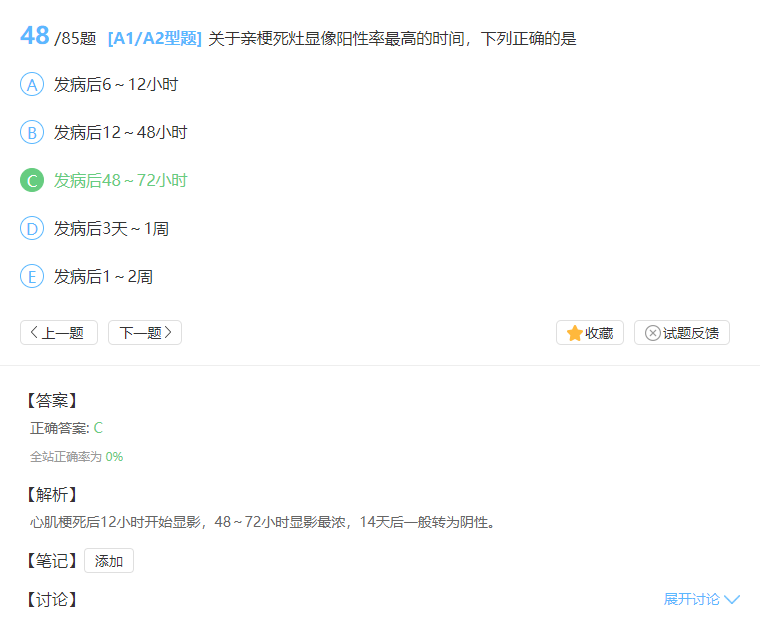 48 /85题 [A1/A2型题] 关于亲梗死灶显像阳性率最高的时间，下列正确的是
A 发病后6～12小时
B 发病后12～48小时
C 发病后48～72小时
D 发病后3天～1周
E 发病后1～2周
上一题 下一题 收藏 试题反馈
【答案】
正确答案: C
全站正确率为 0%
【解析】
心肌梗死后12小时开始显影，48～72小时显影最浓，14天后一般转为阴性。
【笔记】 添加
【讨论】 展开讨论